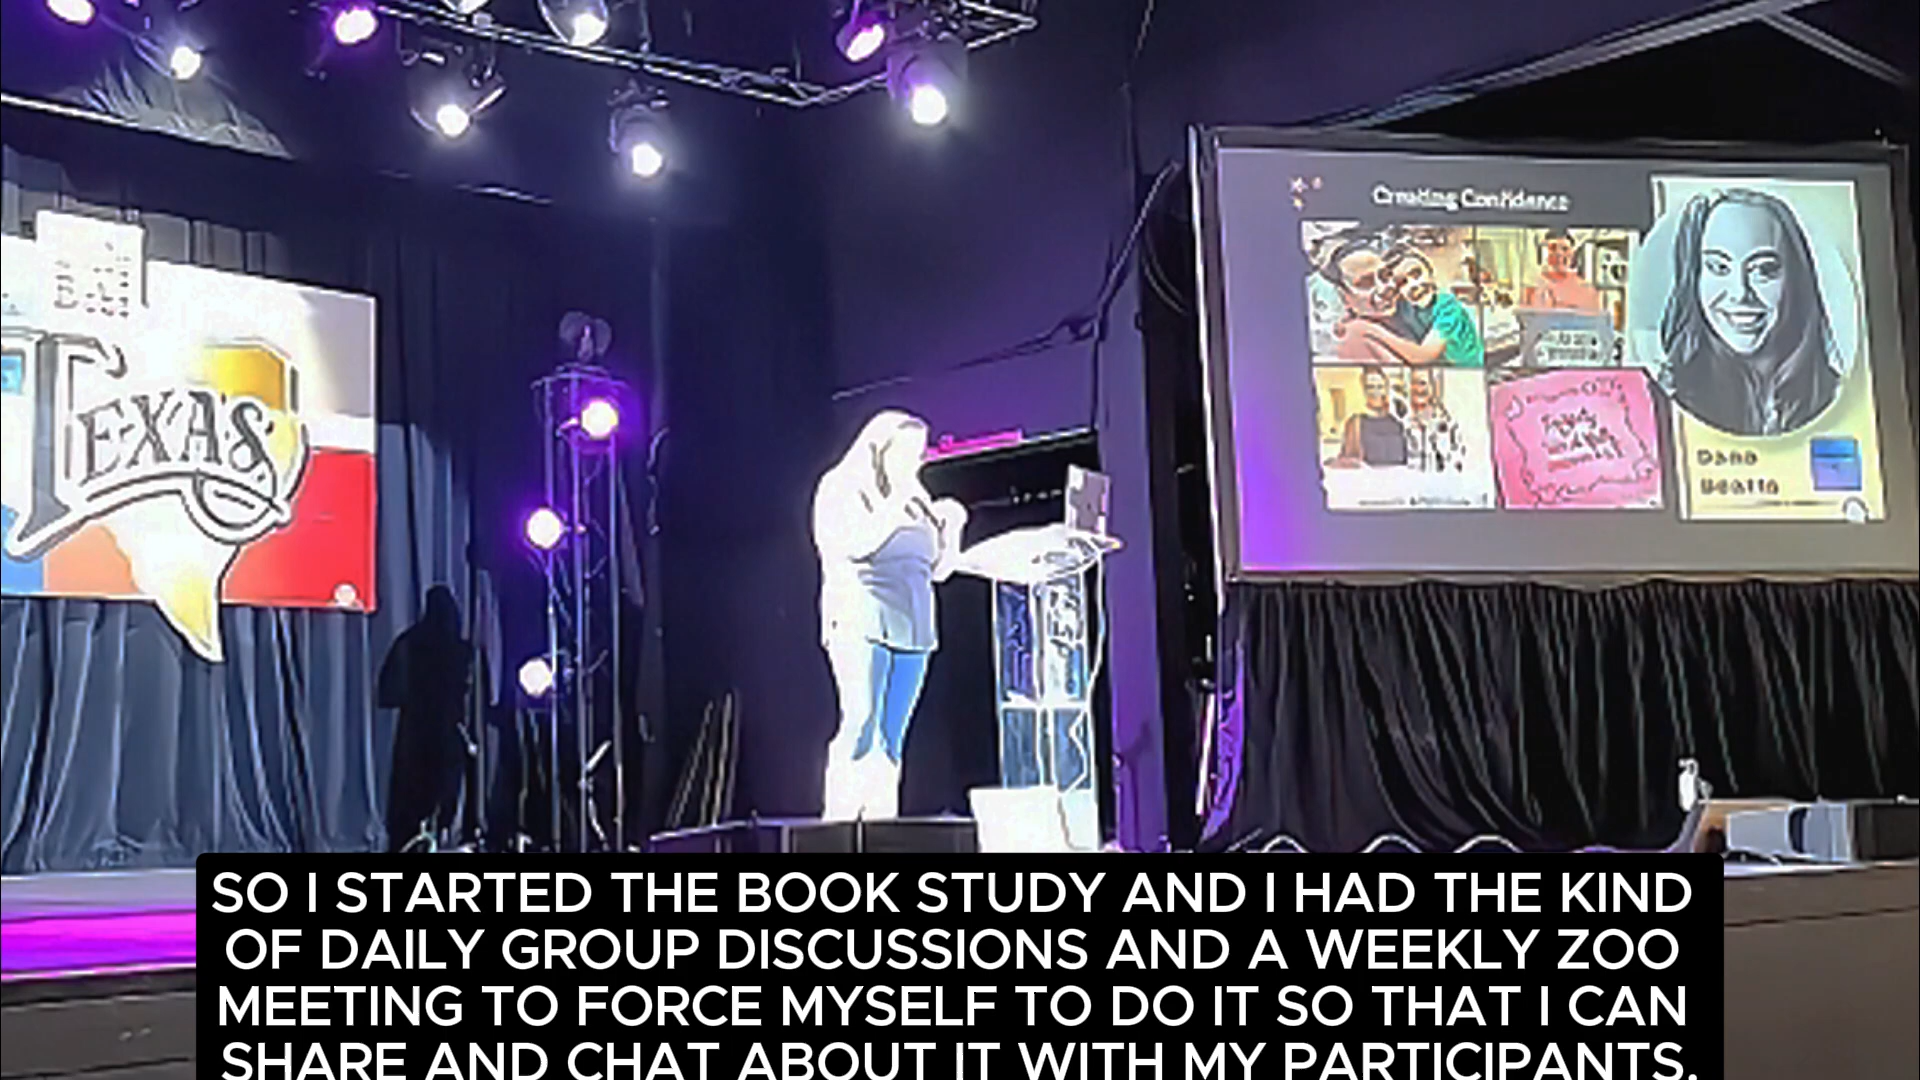 TEXAS
Creating Confidence
Dana
SO I STARTED THE BOOK STUDY AND I HAD THE KIND
OF DAILY GROUP DISCUSSIONS AND A WEEKLY ZOO
MEETING TO FORCE MYSELF TO DO IT SO THAT I CAN
SHARE AND CHAT ABOUT IT WITH MY PARTICIPANTS.